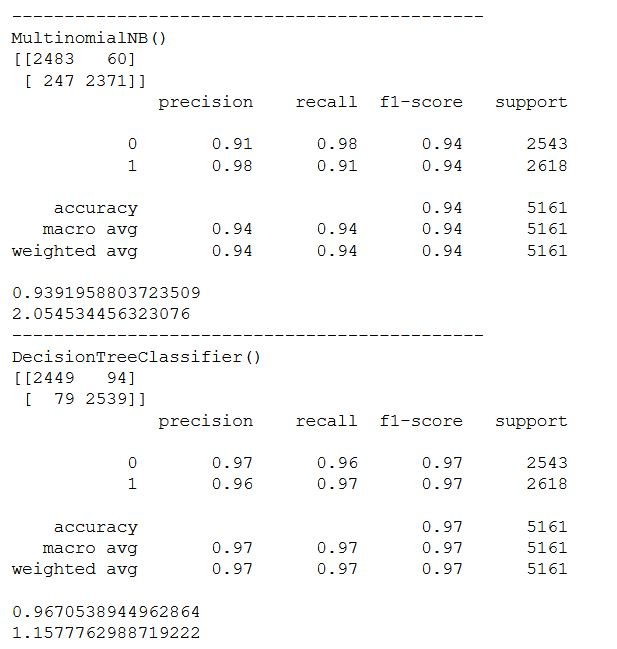 ---------------------------------------------
MultinomialNB()
[[2483   60]
 [ 247 2371]]
              precision    recall  f1-score   support

           0       0.91      0.98      0.94      2543
           1       0.98      0.91      0.94      2618

    accuracy                           0.94      5161
   macro avg       0.94      0.94      0.94      5161
weighted avg       0.94      0.94      0.94      5161

0.9391958803723509
2.054534456323076
---------------------------------------------
DecisionTreeClassifier()
[[2449   94]
 [  79 2539]]
              precision    recall  f1-score   support

           0       0.97      0.96      0.97      2543
           1       0.96      0.97      0.97      2618

    accuracy                           0.97      5161
   macro avg       0.97      0.97      0.97      5161
weighted avg       0.97      0.97      0.97      5161

0.9670538944962864
1.1577762988719222